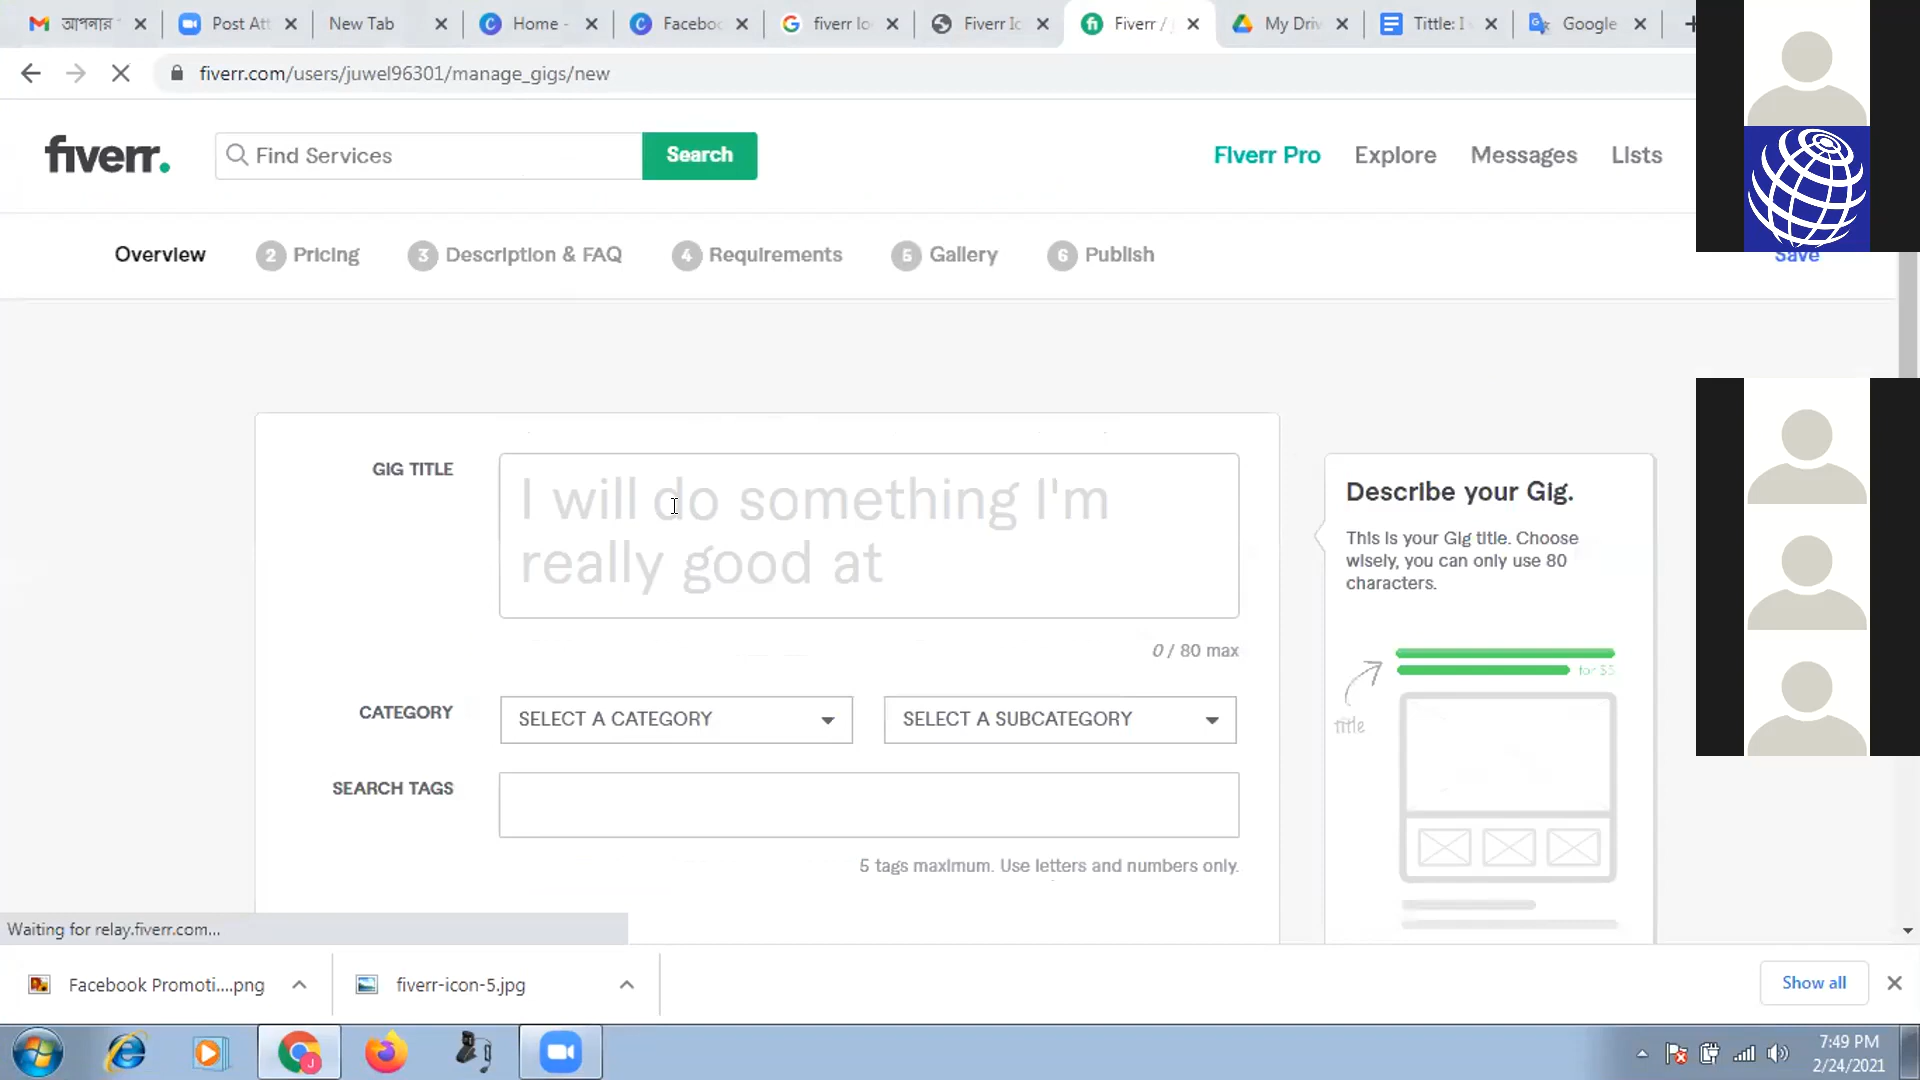 আপনার
Post Att
New Tab
Home -
Faceboo
fiverr lo
Fiverr Ic
Fiverr /
My Driv
Tittle: I
Google
fiverr.com/users/juwel96301/manage_gigs/new
fiverr.
Find Services
Search
Fiverr Pro
Explore
Messages
Lists
Overview
2 Pricing
3 Description & FAQ
4 Requirements
5 Gallery
6 Publish
Save
GIG TITLE
I will do something I'm
really good at
0 / 80 max
CATEGORY
SELECT A CATEGORY
SELECT A SUBCATEGORY
SEARCH TAGS
5 tags maximum. Use letters and numbers only.
Describe your Gig.
This is your Gig title. Choose
wisely, you can only use 80
characters.
for $5
title
Waiting for relay.fiverr.com...
Facebook Promoti....png
fiverr-icon-5.jpg
Show all
J
7:49 PM
2/24/2021